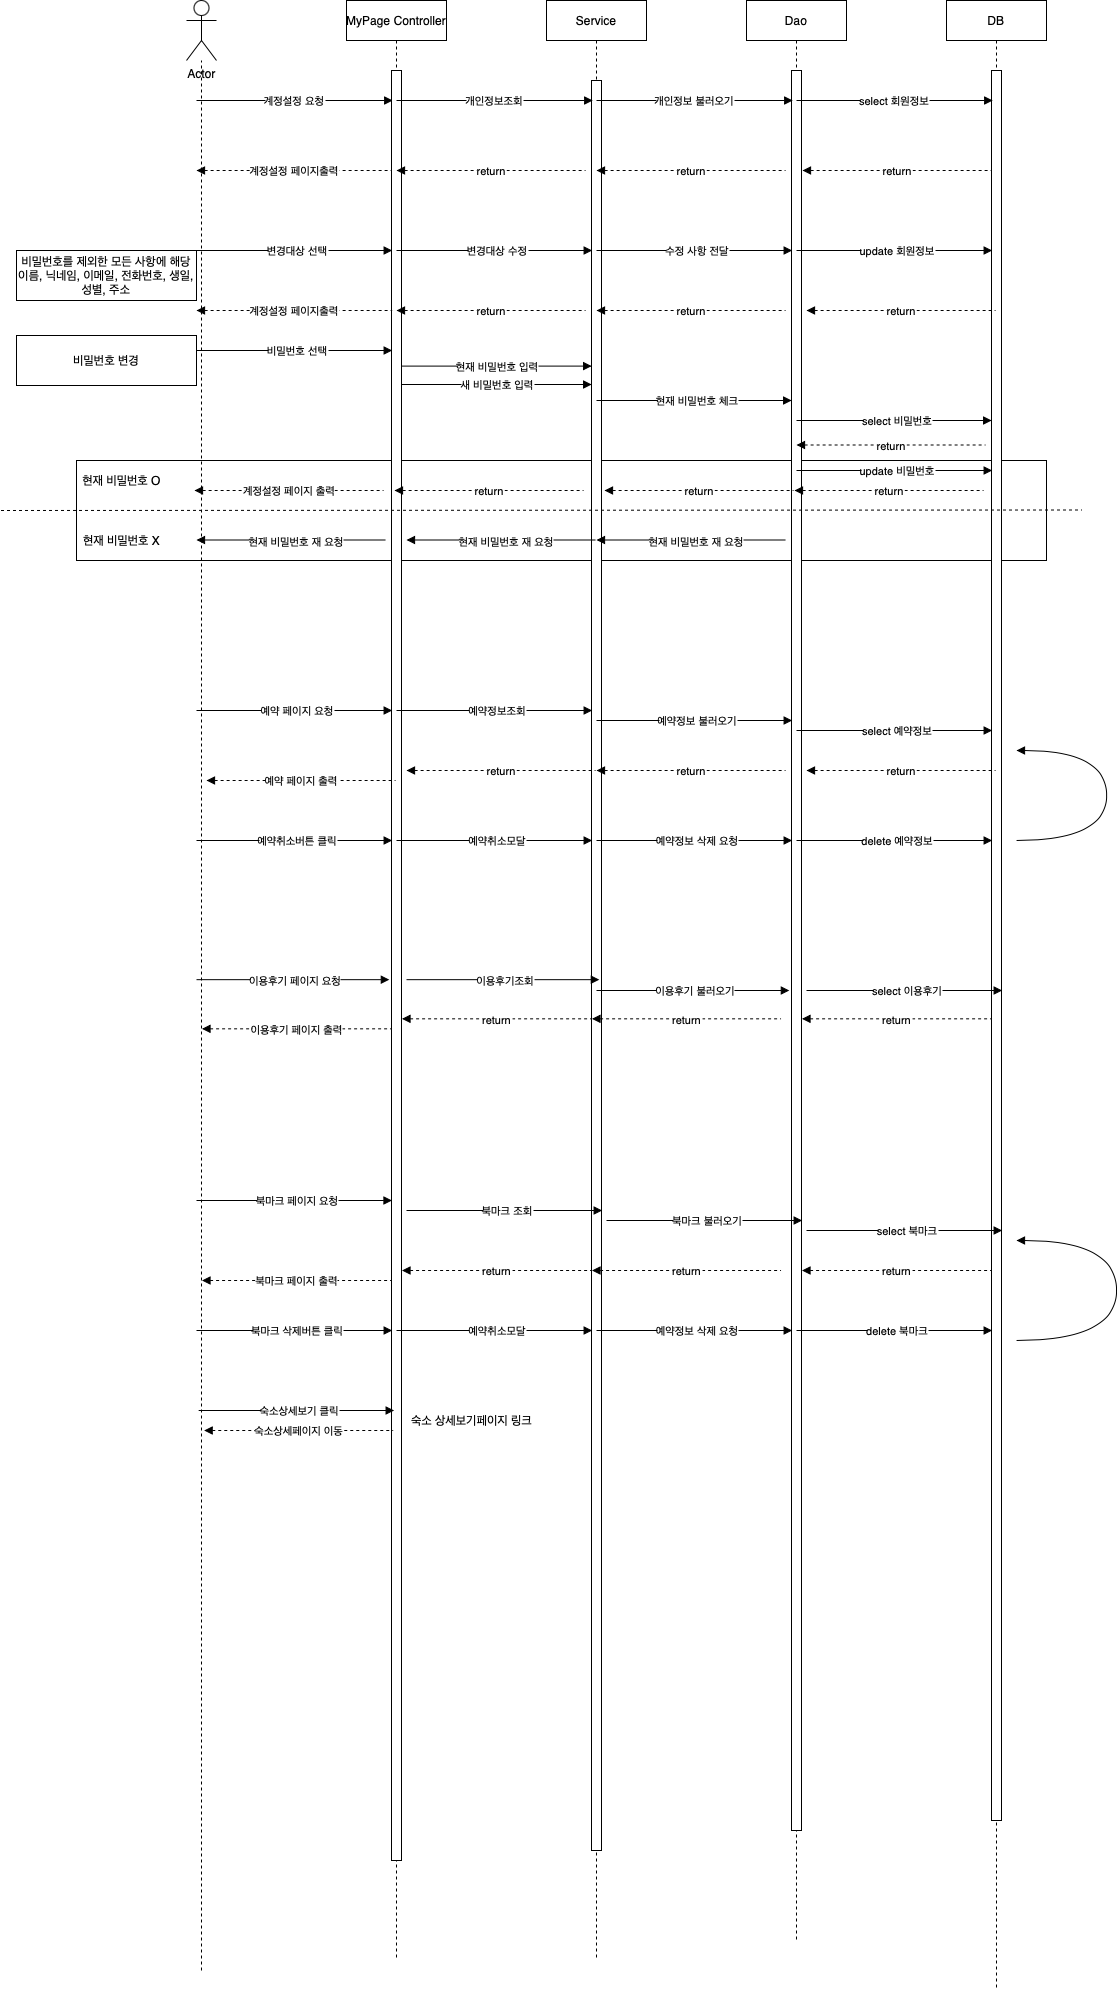 MyPage Controller
Service
Dao
DB
Actor
계정설정 요청
개인정보조회
개인정보 불러오기
select 회원정보
계정설정 페이지출력
return
return
return
변경대상 선택
변경대상 수정
수정 사항 전달
update 회원정보
비밀번호를 제외한 모든 사항에 해당
이름, 닉네임, 이메일, 전화번호, 생일,
성별, 주소
계정설정 페이지출력
return
return
return
비밀번호 변경
비밀번호 선택
현재 비밀번호 입력
새 비밀번호 입력
현재 비밀번호 체크
select 비밀번호
return
update 비밀번호
현재 비밀번호 O
계정설정 페이지 출력
return
return
return
현재 비밀번호 X
현재 비밀번호 재 요청
현재 비밀번호 재 요청
현재 비밀번호 재 요청
예약 페이지 요청
예약정보조회
예약정보 불러오기
select 예약정보
return
return
return
예약 페이지 출력
예약취소버튼 클릭
예약취소모달
예약정보 삭제 요청
delete 예약정보
이용후기 페이지 요청
이용후기조회
이용후기 불러오기
select 이용후기
return
return
return
이용후기 페이지 출력
북마크 페이지 요청
북마크 조회
북마크 불러오기
select 북마크
return
return
return
북마크 페이지 출력
북마크 삭제버튼 클릭
예약취소모달
예약정보 삭제 요청
delete 북마크
숙소상세보기 클릭
숙소 상세보기페이지 링크
숙소상세페이지 이동